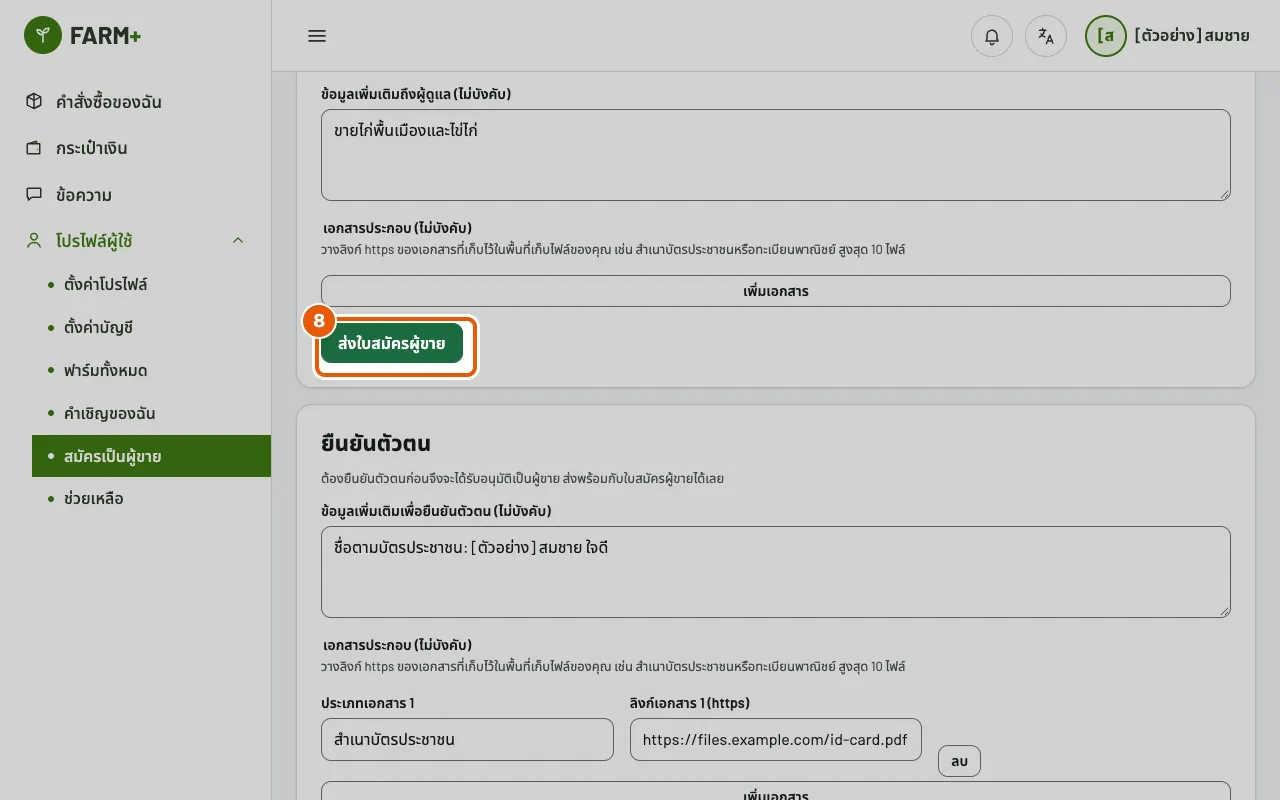 FARM+
[ส
[ตัวอย่าง] สมชาย
คำสั่งซื้อของฉัน
กระเป๋าเงิน
ข้อความ
โปรไฟล์ผู้ใช้
ตั้งค่าโปรไฟล์
ตั้งค่าบัญชี
ฟาร์มทั้งหมด
คำเชิญของฉัน
สมัครเป็นผู้ขาย
ช่วยเหลือ
ข้อมูลเพิ่มเติมถึงผู้ดูแล (ไม่บังคับ)
ขายไก่พื้นเมืองและไข่ไก่
เอกสารประกอบ (ไม่บังคับ)
วางลิงก์ https ของเอกสารที่เก็บไว้ในพื้นที่เก็บไฟล์ของคุณ เช่น สำเนาบัตรประชาชนหรือทะเบียนพาณิชย์ สูงสุด 10 ไฟล์
เพิ่มเอกสาร
8
ส่งใบสมัครผู้ขาย
ยืนยันตัวตน
ต้องยืนยันตัวตนก่อนจึงจะได้รับอนุมัติเป็นผู้ขาย ส่งพร้อมกับใบสมัครผู้ขายได้เลย
ข้อมูลเพิ่มเติมเพื่อยืนยันตัวตน (ไม่บังคับ)
ชื่อตามบัตรประชาชน: [ตัวอย่าง] สมชาย ใจดี
เอกสารประกอบ (ไม่บังคับ)
วางลิงก์ https ของเอกสารที่เก็บไว้ในพื้นที่เก็บไฟล์ของคุณ เช่น สำเนาบัตรประชาชนหรือทะเบียนพาณิชย์ สูงสุด 10 ไฟล์
ประเภทเอกสาร 1
ลิงก์เอกสาร 1 (https)
สำเนาบัตรประชาชน
https://files.example.com/id-card.pdf
ลบ
เพิ่มเอกสาร